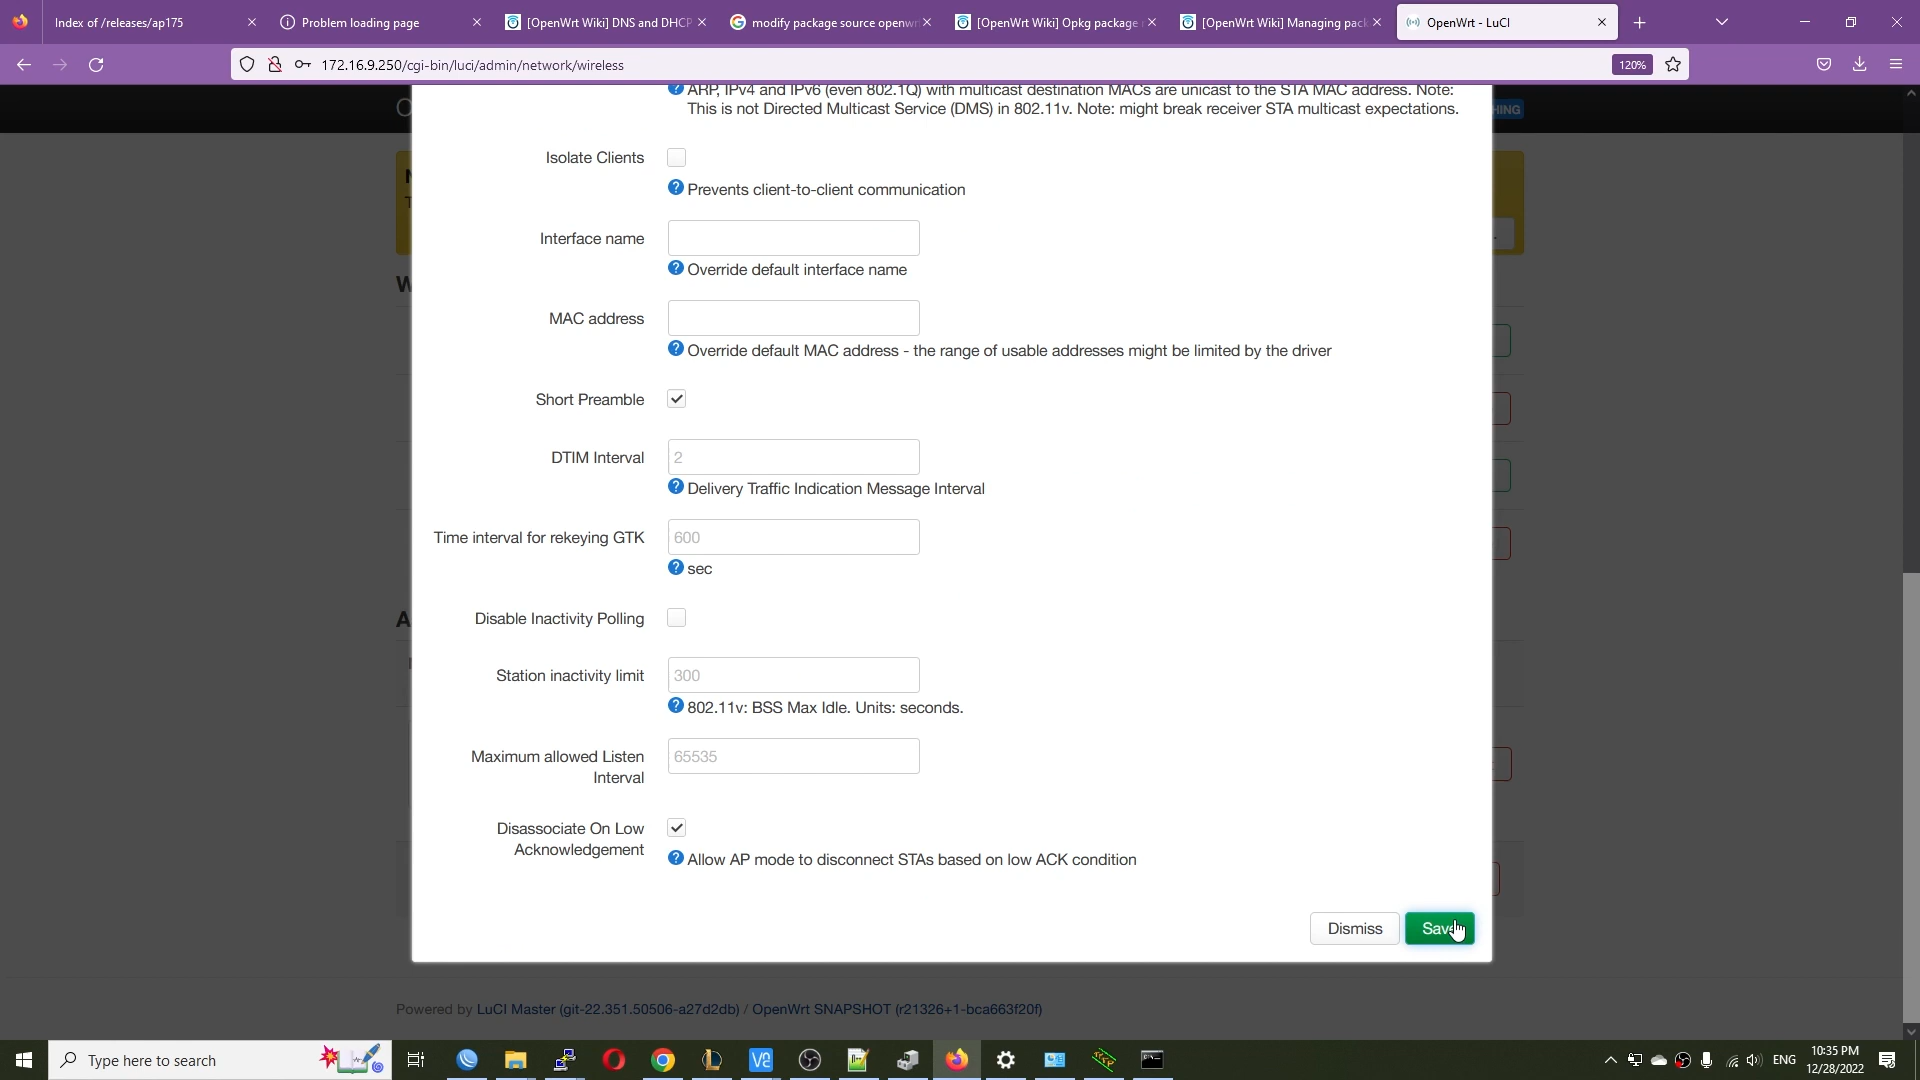 Index of /releases/ap175
Problem loading page
[OpenWrt Wiki] DNS and DHCP
modify package source openwr
[OpenWrt Wiki] Opkg package
[OpenWrt Wiki] Managing pack
OpenWrt - LuCI
172.16.9.250/cgi-bin/luci/admin/network/wireless
120%
ARP, IPv4 and IPv6 (even 802.1Q) with multicast destination MACs are unicast to the STA MAC address. Note:
This is not Directed Multicast Service (DMS) in 802.11v. Note: might break receiver STA multicast expectations.
Isolate Clients
Prevents client-to-client communication
Interface name
Override default interface name
MAC address
Override default MAC address - the range of usable addresses might be limited by the driver
Short Preamble
DTIM Interval
2
Delivery Traffic Indication Message Interval
Time interval for rekeying GTK
600
sec
Disable Inactivity Polling
Station inactivity limit
300
802.11v: BSS Max Idle. Units: seconds.
Maximum allowed Listen
Interval
65535
Disassociate On Low
Acknowledgement
Allow AP mode to disconnect STAs based on low ACK condition
Dismiss
Save
Powered by LuCI Master (git-22.351.50506-a27d2db) / OpenWrt SNAPSHOT (r21326+1-bca663f20f)
Type here to search
ENG
10:35 PM
12/28/2022